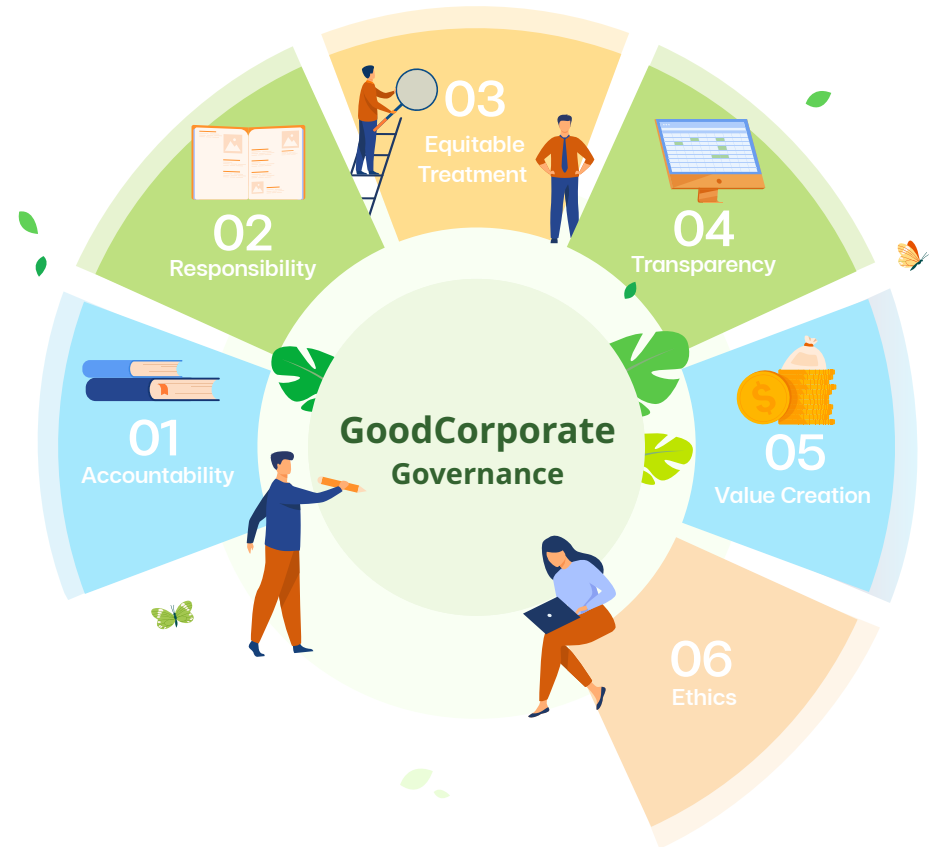 GoodCorporate
Governance
01
Accountability
02
Responsibility
03
Equitable
Treatment
04
Transparency
05
Value Creation
06
Ethics